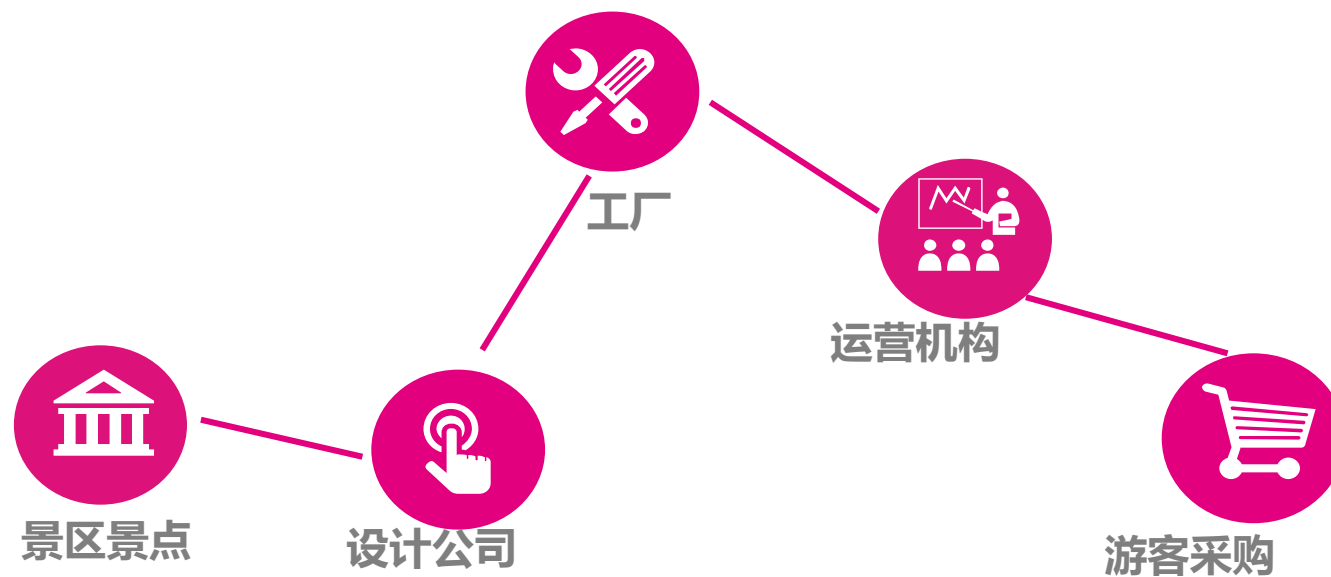 工厂
运营机构
景区景点
设计公司
游客采购